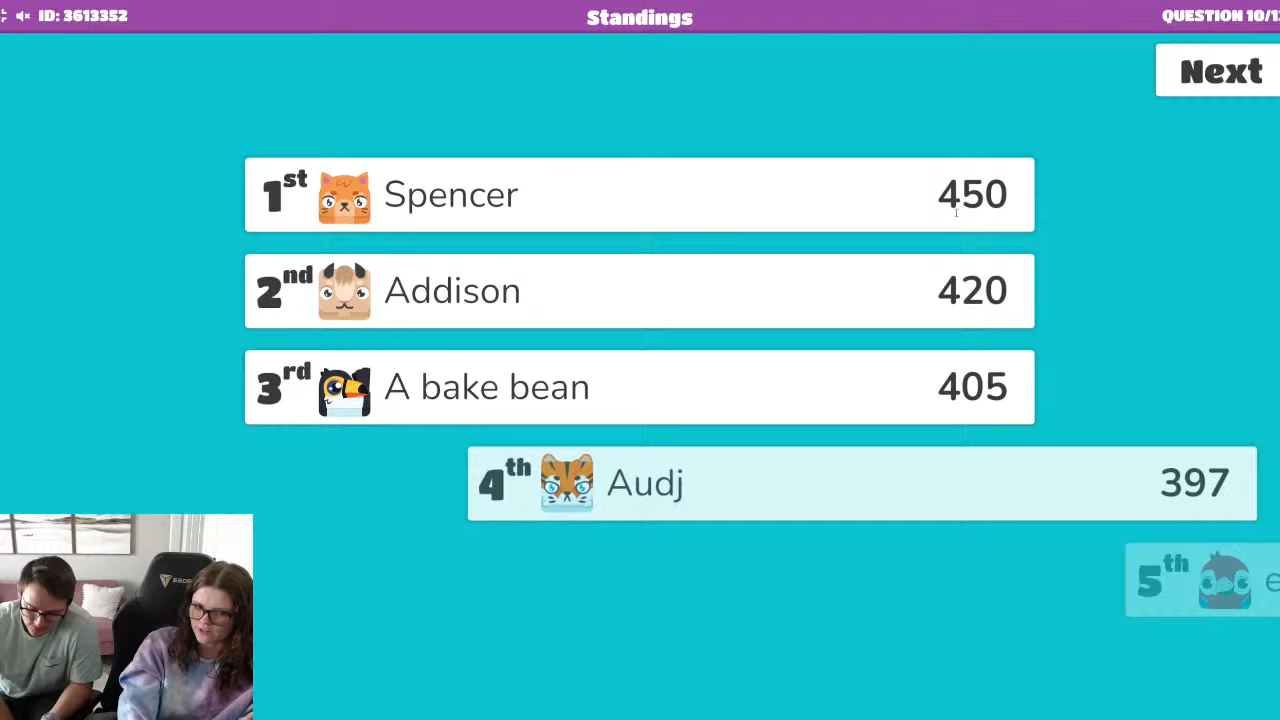 ID: 3613352
Standings
QUESTION 10/1
Next
1st Spencer 450
2nd Addison 420
3rd A bake bean 405
4th Audj 397
5th e